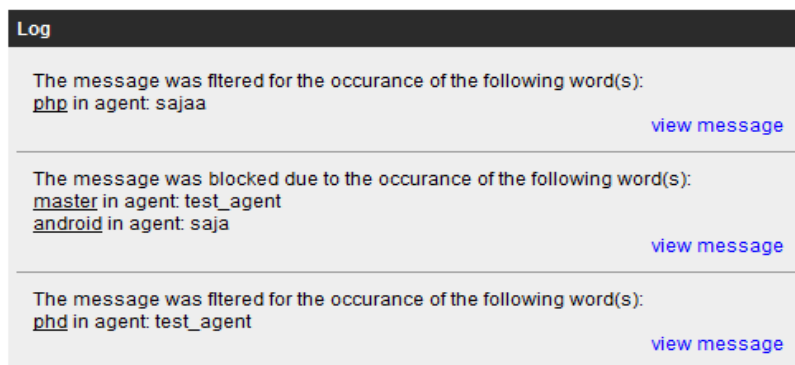 Log
The message was fltered for the occurance of the following word(s):
php in agent: sajaa
view message
The message was blocked due to the occurance of the following word(s):
master in agent: test_agent
android in agent: saja
view message
The message was fltered for the occurance of the following word(s):
phd in agent: test_agent
view message